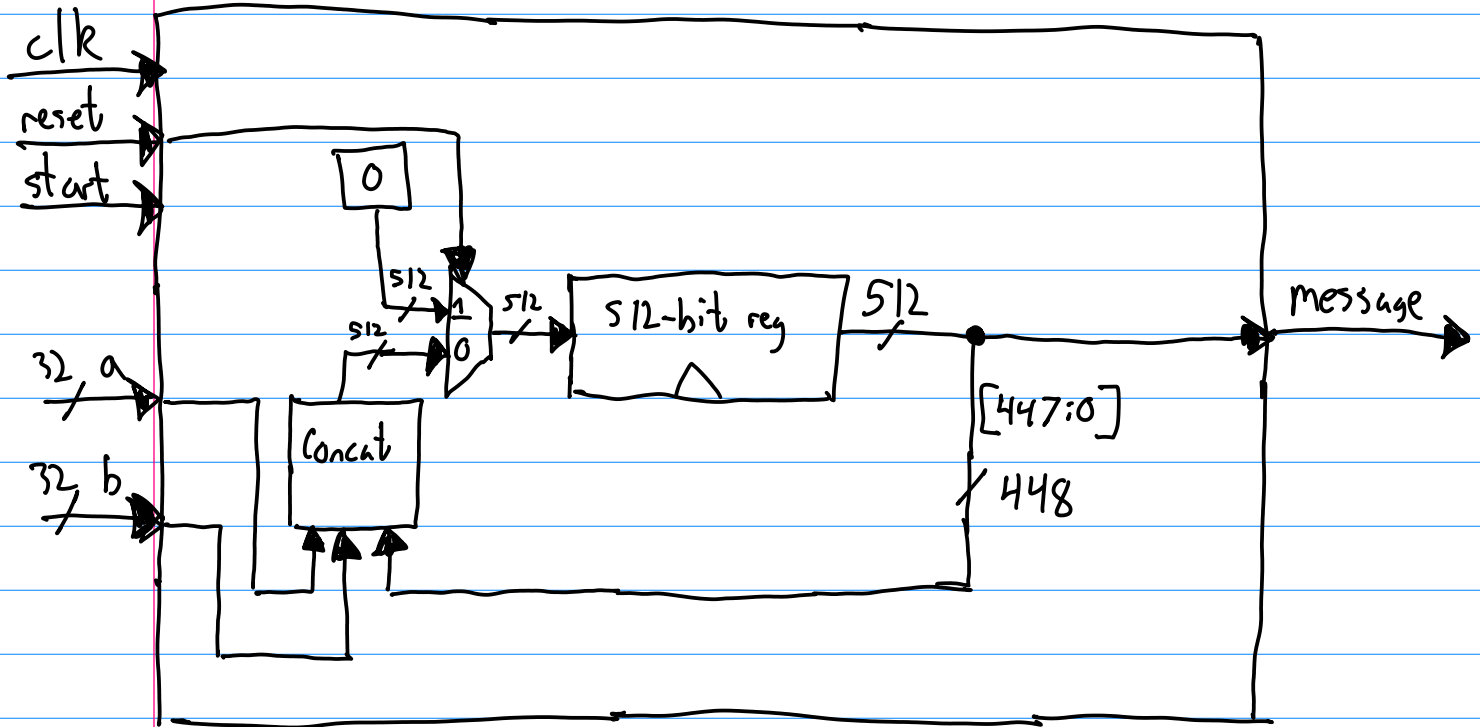 clk
reset
start
0
512
1
512
0
512
512-bit reg
512
message
32 a
[447:0]
Concat
32 b
448